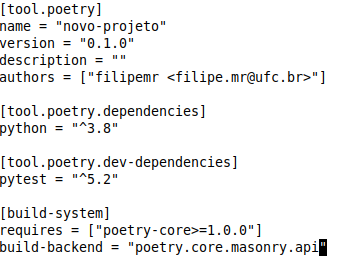 [tool.poetry]
name = "novo-projeto"
version = "0.1.0"
description = ""
authors = ["filipemr <filipe.mr@ufc.br>"]

[tool.poetry.dependencies]
python = "^3.8"

[tool.poetry.dev-dependencies]
pytest = "^5.2"

[build-system]
requires = ["poetry-core>=1.0.0"]
build-backend = "poetry.core.masonry.api"